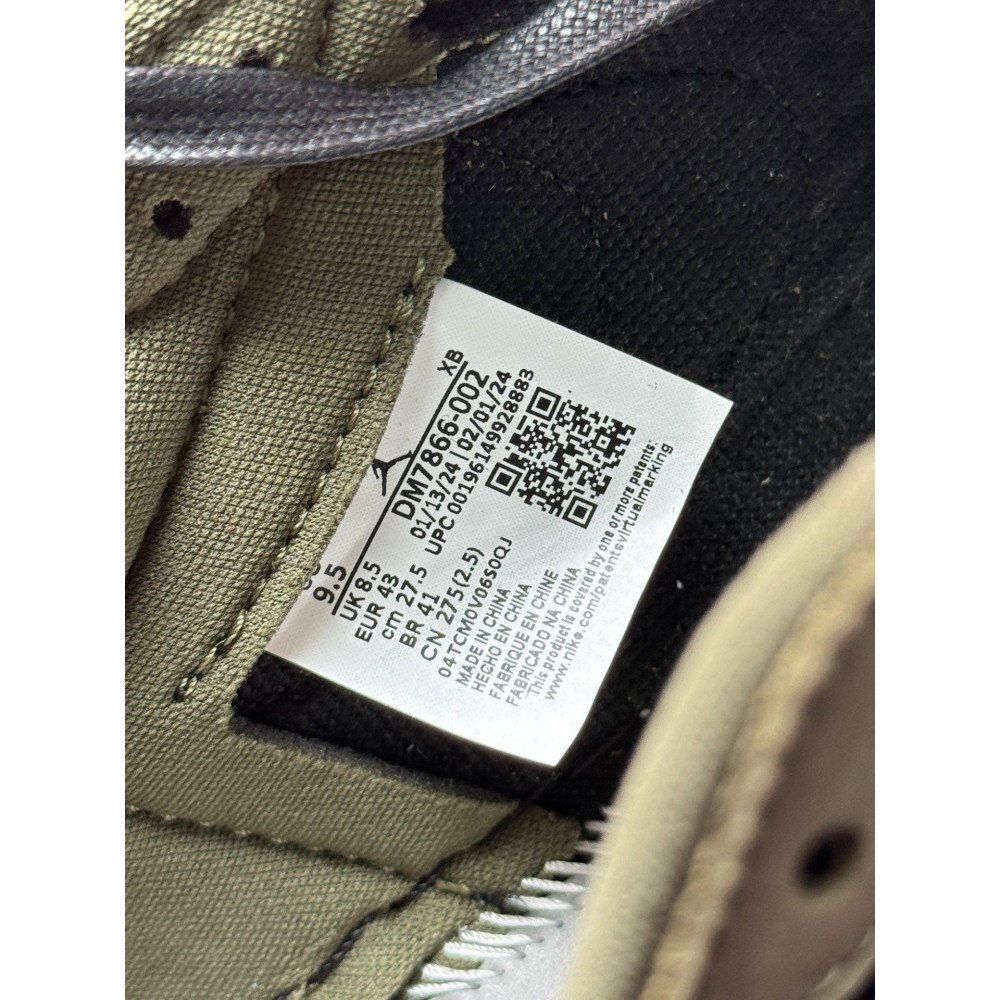 XB
DM7866-002
01/13/24 | 02/01/24
UPC 00196149928883
9.5
UK 8.5
EUR 43
cm 27.5
BR 41
CN 275(2.5)
04TCM0V06S0QJ
MADE IN CHINA
HECHO EN CHINA
FABRIQUE EN CHINE
FABRICADO NA CHINA
This product is covered by one or more patents:
www.nike.com/patentsvirtualmarking